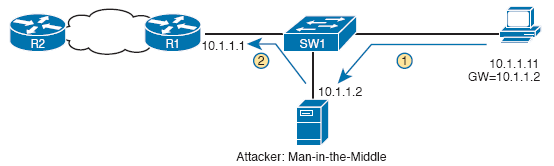 R2
R1
10.1.1.1
SW1
2
1
10.1.1.2
10.1.1.11
GW=10.1.1.2
Attacker: Man-in-the-Middle